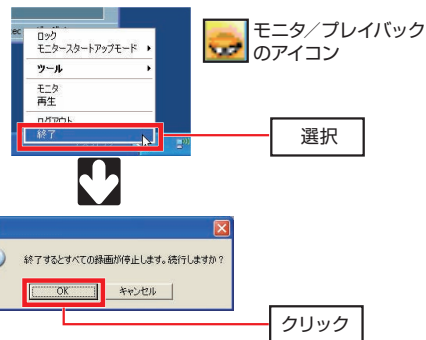 ロック
モニタースタートアップモード
ツール
モニタ
再生
ログアウト
終了
モニタ／プレイバック
のアイコン
選択
終了するとすべての録画が停止します。続行しますか？
OK
キャンセル
クリック